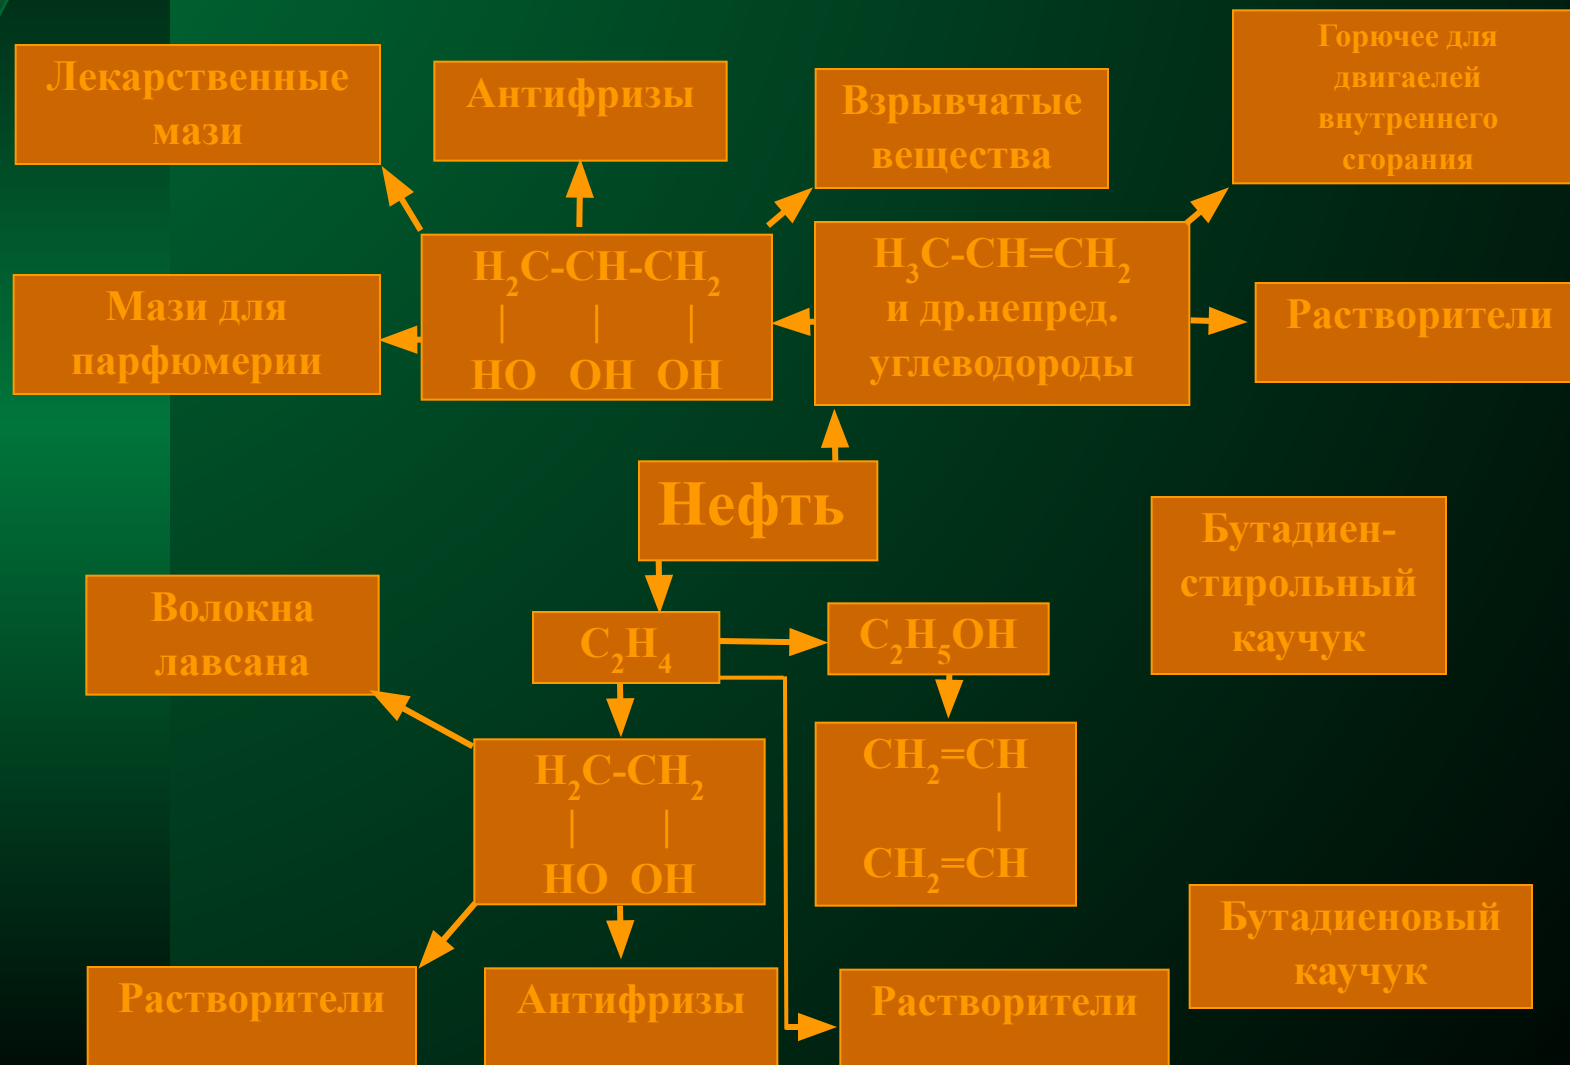 Лекарственные
мази
Антифризы
Взрывчатые
вещества
Горючее для
двигаелей
внутреннего
сгорания
Мази для
парфюмерии
H₂C-CH-CH₂
| | |
HO OH OH
H₃C-CH=CH₂
и др.непред.
углеводороды
Растворители
Нефть
Бутадиен-
стирольный
каучук
Волокна
лавсана
C₂H₄
C₂H₅OH
H₂C-CH₂
| |
HO OH
CH₂=CH
|
CH₂=CH
Бутадиеновый
каучук
Растворители
Антифризы
Растворители